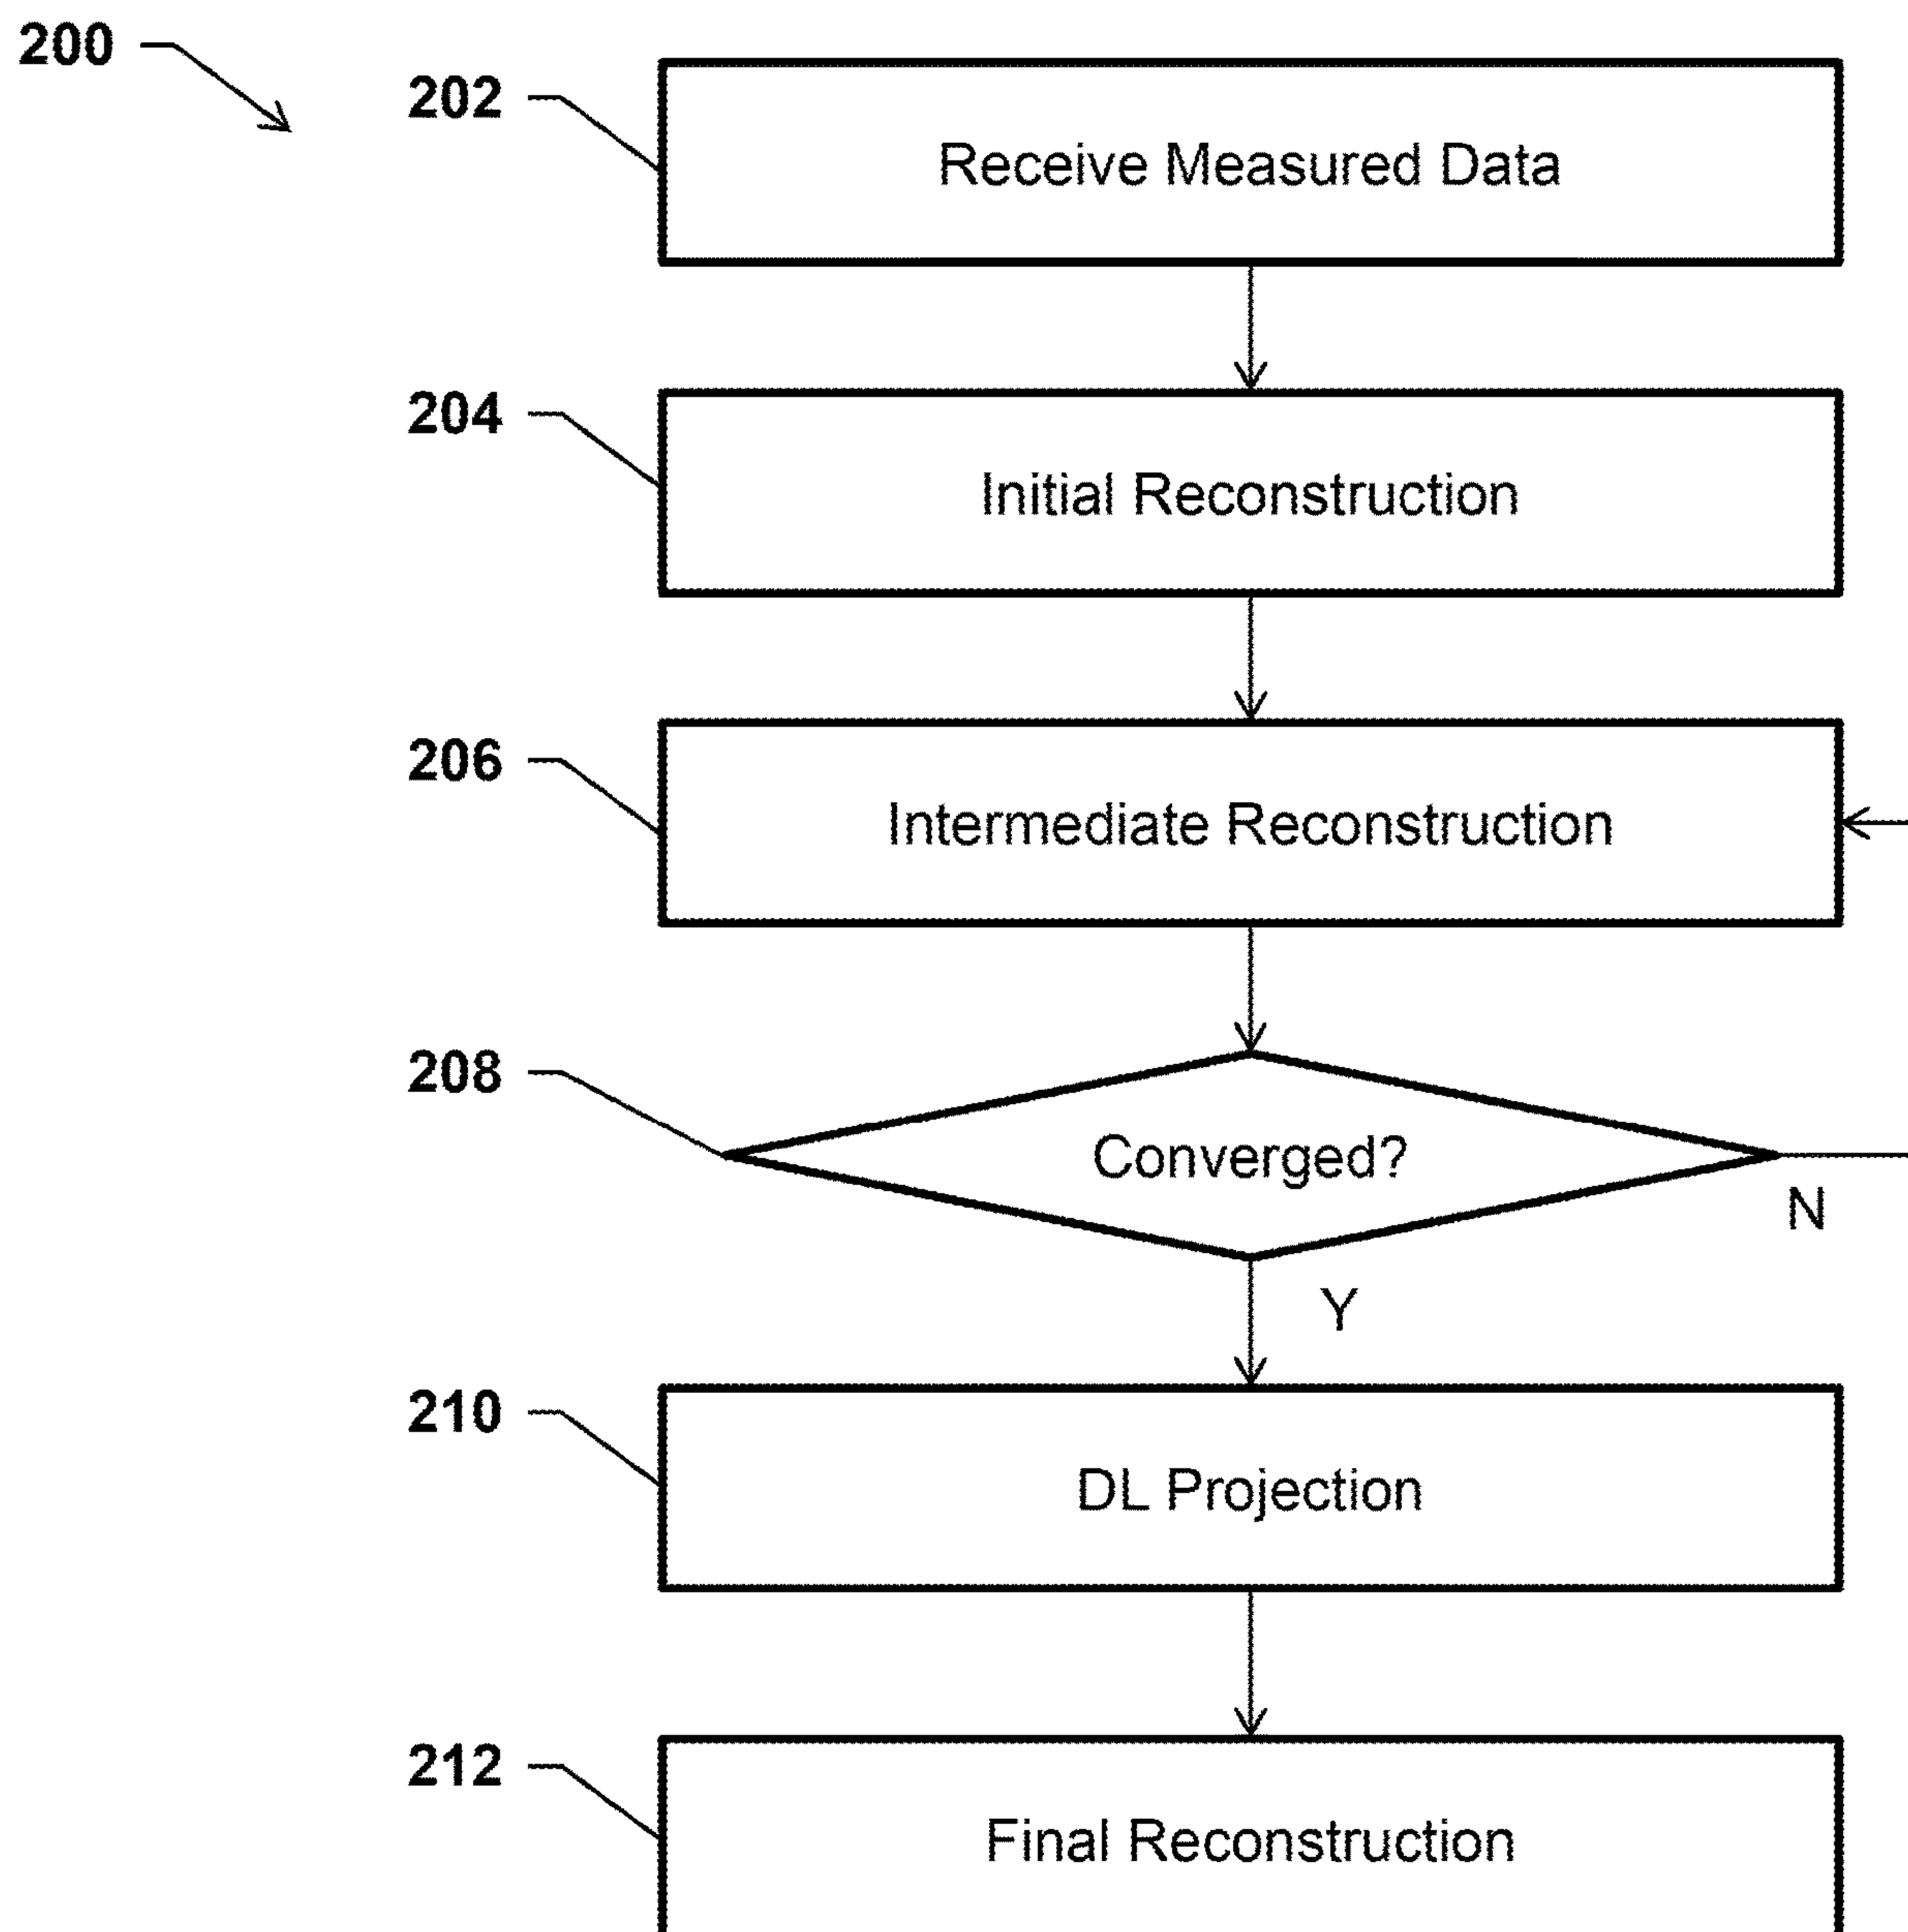 200
202
Receive Measured Data
204
Initial Reconstruction
206
Intermediate Reconstruction
208
Converged?
N
Y
210
DL Projection
212
Final Reconstruction